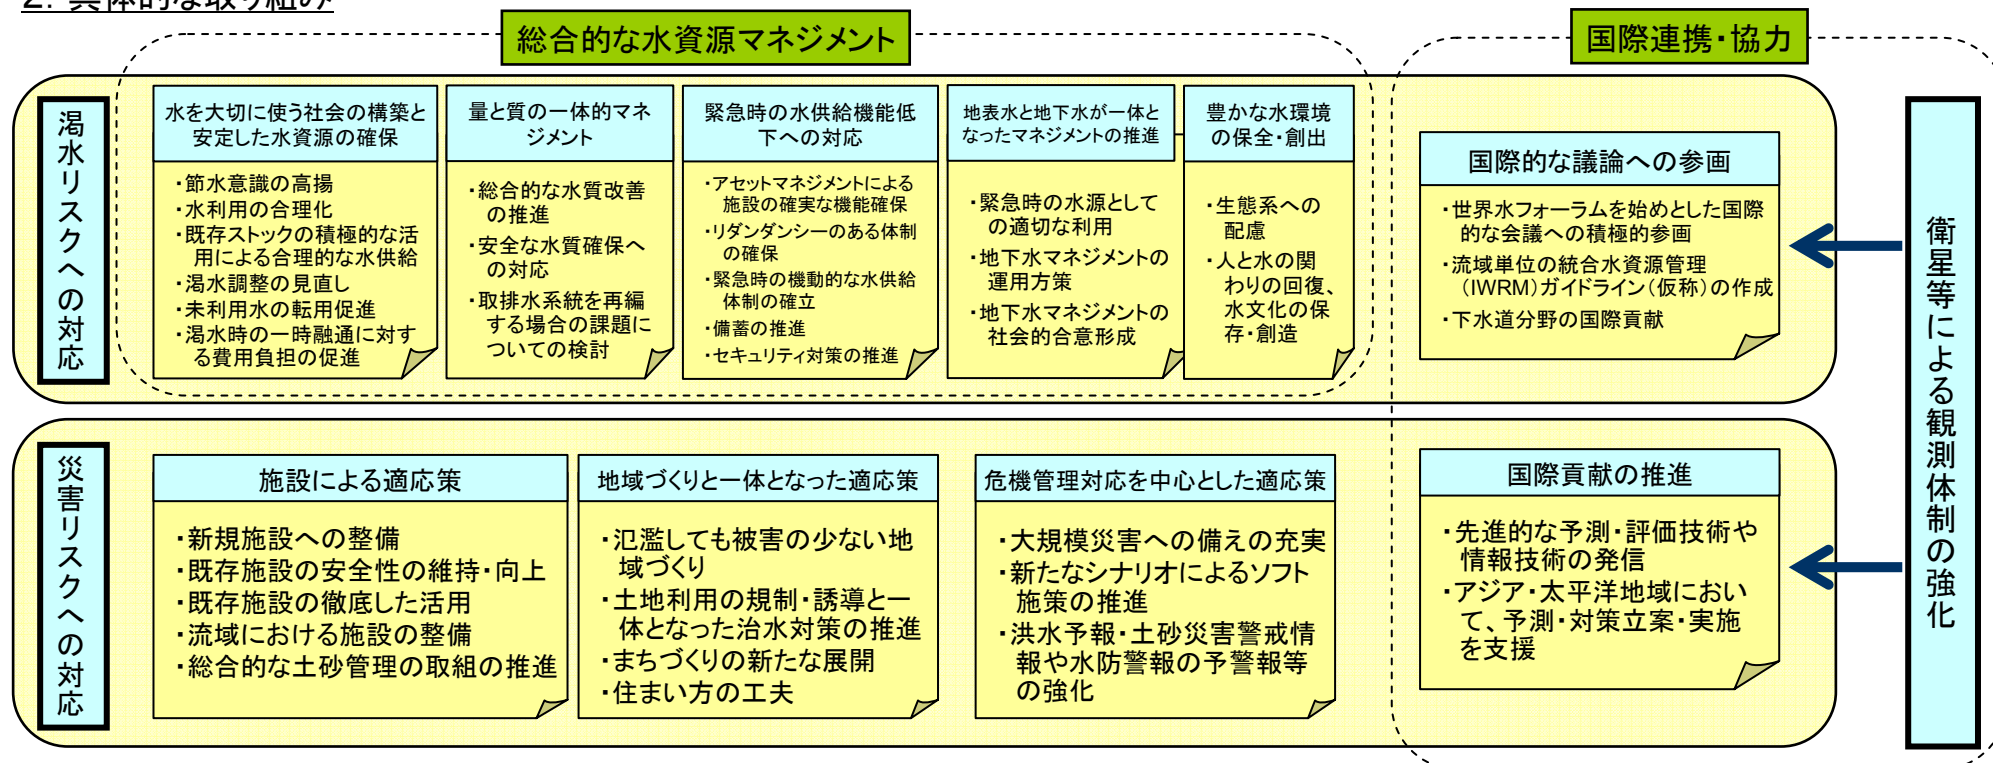 2. 具体的な取り組み
総合的な水資源マネジメント
国際連携・協力
渇水リスクへの対応
水を大切に使う社会の構築と
安定した水資源の確保
・節水意識の高揚
・水利用の合理化
・既存ストックの積極的な活
用による合理的な水供給
・渇水調整の見直し
・未利用水の転用促進
・渇水時の一時融通に対す
る費用負担の促進
量と質の一体的マネ
ジメント
・総合的な水質改善
の推進
・安全な水質確保へ
の対応
・取排水系統を再編
する場合の課題に
ついての検討
緊急時の水供給機能低
下への対応
・アセットマネジメントによる
施設の確実な機能確保
・リダンダンシーのある体制
の確保
・緊急時の機動的な水供給
体制の確立
・備蓄の推進
・セキュリティ対策の推進
地表水と地下水が一体と
なったマネジメントの推進
・緊急時の水源として
の適切な利用
・地下水マネジメントの
運用方策
・地下水マネジメントの
社会的合意形成
豊かな水環境
の保全・創出
・生態系への
配慮
・人と水の関
わりの回復、
水文化の保
存・創造
国際的な議論への参画
・世界水フォーラムを始めとした国際
的な会議への積極的参画
・流域単位の統合水資源管理
(IWRM)ガイドライン(仮称)の作成
・下水道分野の国際貢献
災害リスクへの対応
施設による適応策
・新規施設への整備
・既存施設の安全性の維持・向上
・既存施設の徹底した活用
・流域における施設の整備
・総合的な土砂管理の取組の推進
地域づくりと一体となった適応策
・氾濫しても被害の少ない地
域づくり
・土地利用の規制・誘導と一
体となった治水対策の推進
・まちづくりの新たな展開
・住まい方の工夫
危機管理対応を中心とした適応策
・大規模災害への備えの充実
・新たなシナリオによるソフト
施策の推進
・洪水予報・土砂災害警戒情
報や水防警報の予警報等
の強化
国際貢献の推進
・先進的な予測・評価技術や
情報技術の発信
・アジア・太平洋地域におい
て、予測・対策立案・実施
を支援
衛星等による観測体制の強化